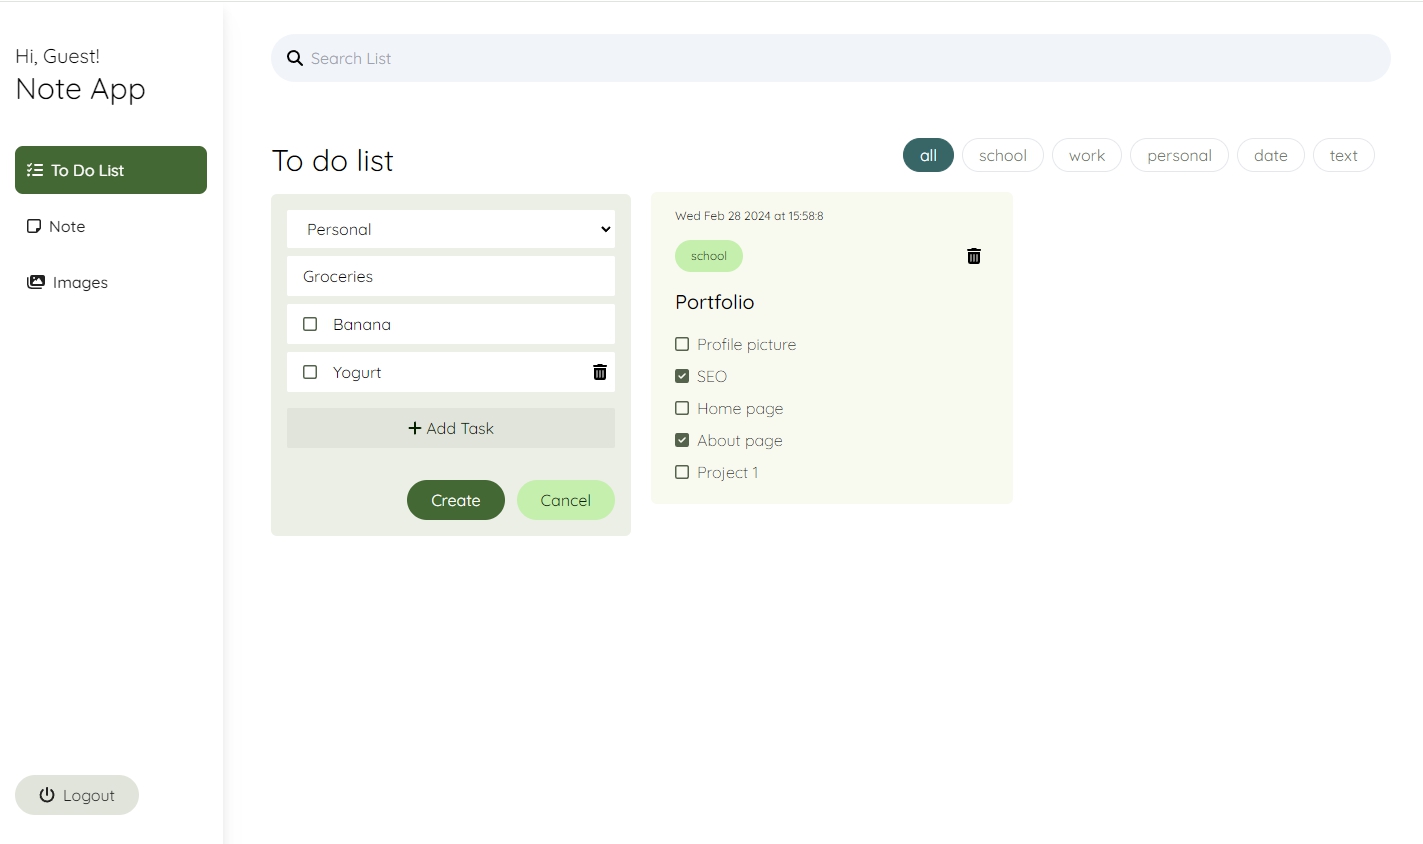 Hi, Guest!
Note App
To Do List
Note
Images
Logout
Search List
To do list
all school work personal date text
Personal
Groceries
Banana
Yogurt
Add Task
Create Cancel
Wed Feb 28 2024 at 15:58:8
school
Portfolio
Profile picture
SEO
Home page
About page
Project 1